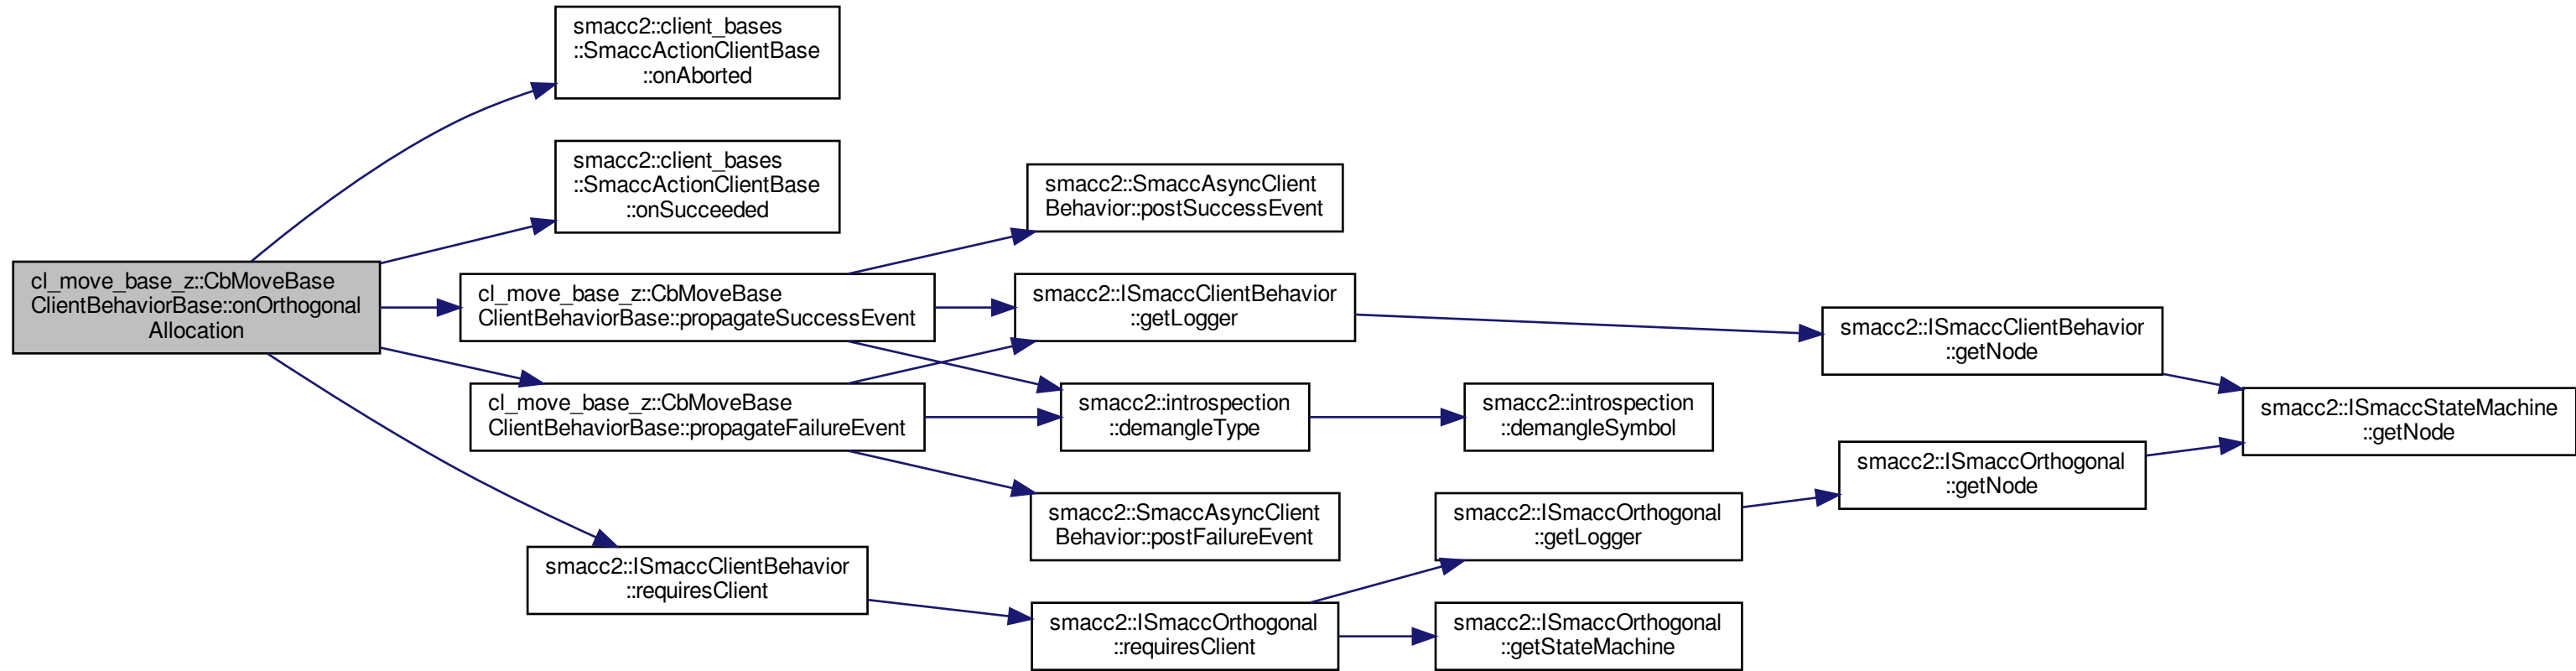 smacc2::client_bases
::SmaccActionClientBase
::onAborted
smacc2::client_bases
::SmaccActionClientBase
::onSucceeded
cl_move_base_z::CbMoveBase
ClientBehaviorBase::onOrthogonal
Allocation
cl_move_base_z::CbMoveBase
ClientBehaviorBase::propagateSuccessEvent
cl_move_base_z::CbMoveBase
ClientBehaviorBase::propagateFailureEvent
smacc2::ISmaccClientBehavior
::requiresClient
smacc2::SmaccAsyncClient
Behavior::postSuccessEvent
smacc2::ISmaccClientBehavior
::getLogger
smacc2::introspection
::demangleType
smacc2::SmaccAsyncClient
Behavior::postFailureEvent
smacc2::ISmaccOrthogonal
::requiresClient
smacc2::introspection
::demangleSymbol
smacc2::ISmaccOrthogonal
::getLogger
smacc2::ISmaccOrthogonal
::getStateMachine
smacc2::ISmaccClientBehavior
::getNode
smacc2::ISmaccOrthogonal
::getNode
smacc2::ISmaccStateMachine
::getNode